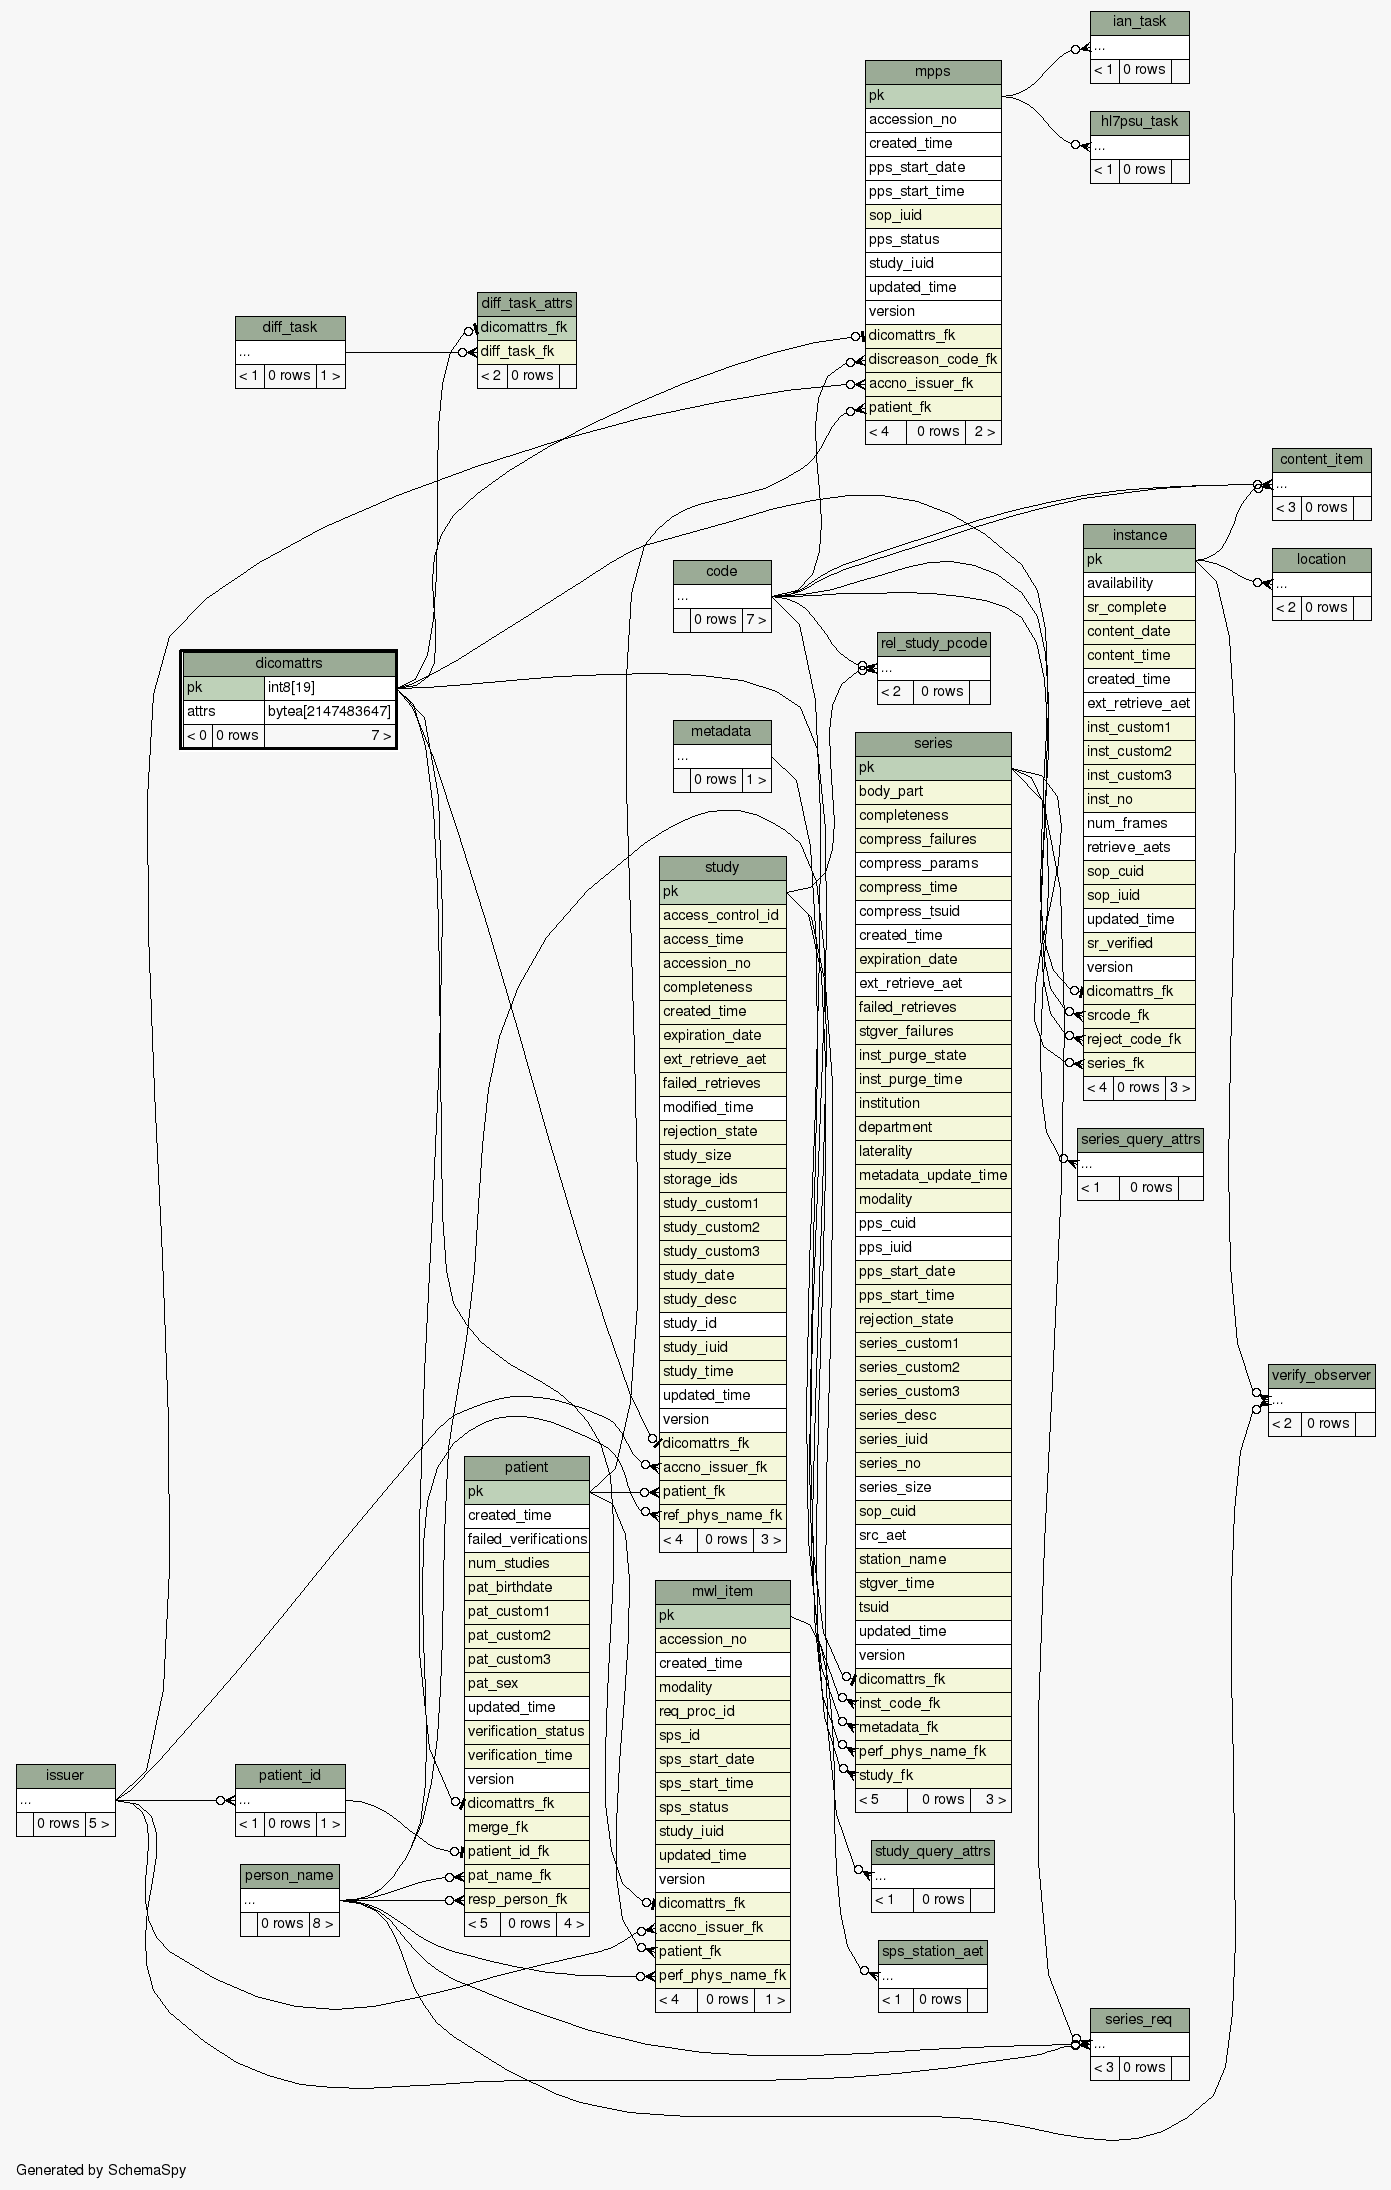 ian_task
...
< 1 0 rows
mpps
pk
accession_no
created_time
pps_start_date
pps_start_time
sop_iuid
pps_status
study_iuid
updated_time
version
dicomattrs_fk
discreason_code_fk
accno_issuer_fk
patient_fk
< 4 0 rows 2 >
hl7psu_task
...
< 1 0 rows
diff_task_attrs
dicomattrs_fk
diff_task_fk
< 2 0 rows
diff_task
...
< 1 0 rows 1 >
content_item
...
< 3 0 rows
instance
pk
availability
sr_complete
content_date
content_time
created_time
ext_retrieve_aet
inst_custom1
inst_custom2
inst_custom3
inst_no
num_frames
retrieve_aets
sop_cuid
sop_iuid
updated_time
sr_verified
version
dicomattrs_fk
srcode_fk
reject_code_fk
series_fk
< 4 0 rows 3 >
location
...
< 2 0 rows
code
...
0 rows 7 >
rel_study_pcode
...
< 2 0 rows
dicomattrs
pk int8[19]
attrs bytea[2147483647]
< 0 0 rows 7 >
metadata
...
0 rows 1 >
series
pk
body_part
completeness
compress_failures
compress_params
compress_time
compress_tsuid
created_time
expiration_date
ext_retrieve_aet
failed_retrieves
stgver_failures
inst_purge_state
inst_purge_time
institution
department
laterality
metadata_update_time
modality
pps_cuid
pps_iuid
pps_start_date
pps_start_time
rejection_state
series_custom1
series_custom2
series_custom3
series_desc
series_iuid
series_no
series_size
sop_cuid
src_aet
station_name
stgver_time
tsuid
updated_time
version
dicomattrs_fk
inst_code_fk
metadata_fk
perf_phys_name_fk
study_fk
< 5 0 rows 3 >
study
pk
access_control_id
access_time
accession_no
completeness
created_time
expiration_date
ext_retrieve_aet
failed_retrieves
modified_time
rejection_state
study_size
storage_ids
study_custom1
study_custom2
study_custom3
study_date
study_desc
study_id
study_iuid
study_time
updated_time
version
dicomattrs_fk
accno_issuer_fk
patient_fk
ref_phys_name_fk
< 4 0 rows 3 >
series_query_attrs
...
< 1 0 rows
verify_observer
...
< 2 0 rows
patient
pk
created_time
failed_verifications
num_studies
pat_birthdate
pat_custom1
pat_custom2
pat_custom3
pat_sex
updated_time
verification_status
verification_time
version
dicomattrs_fk
merge_fk
patient_id_fk
pat_name_fk
resp_person_fk
< 5 0 rows 4 >
mwl_item
pk
accession_no
created_time
modality
req_proc_id
sps_id
sps_start_date
sps_start_time
sps_status
study_iuid
updated_time
version
dicomattrs_fk
accno_issuer_fk
patient_fk
perf_phys_name_fk
< 4 0 rows 1 >
issuer
...
0 rows 5 >
patient_id
...
< 1 0 rows 1 >
person_name
...
0 rows 8 >
study_query_attrs
...
< 1 0 rows
sps_station_aet
...
< 1 0 rows
series_req
...
< 3 0 rows
Generated by SchemaSpy